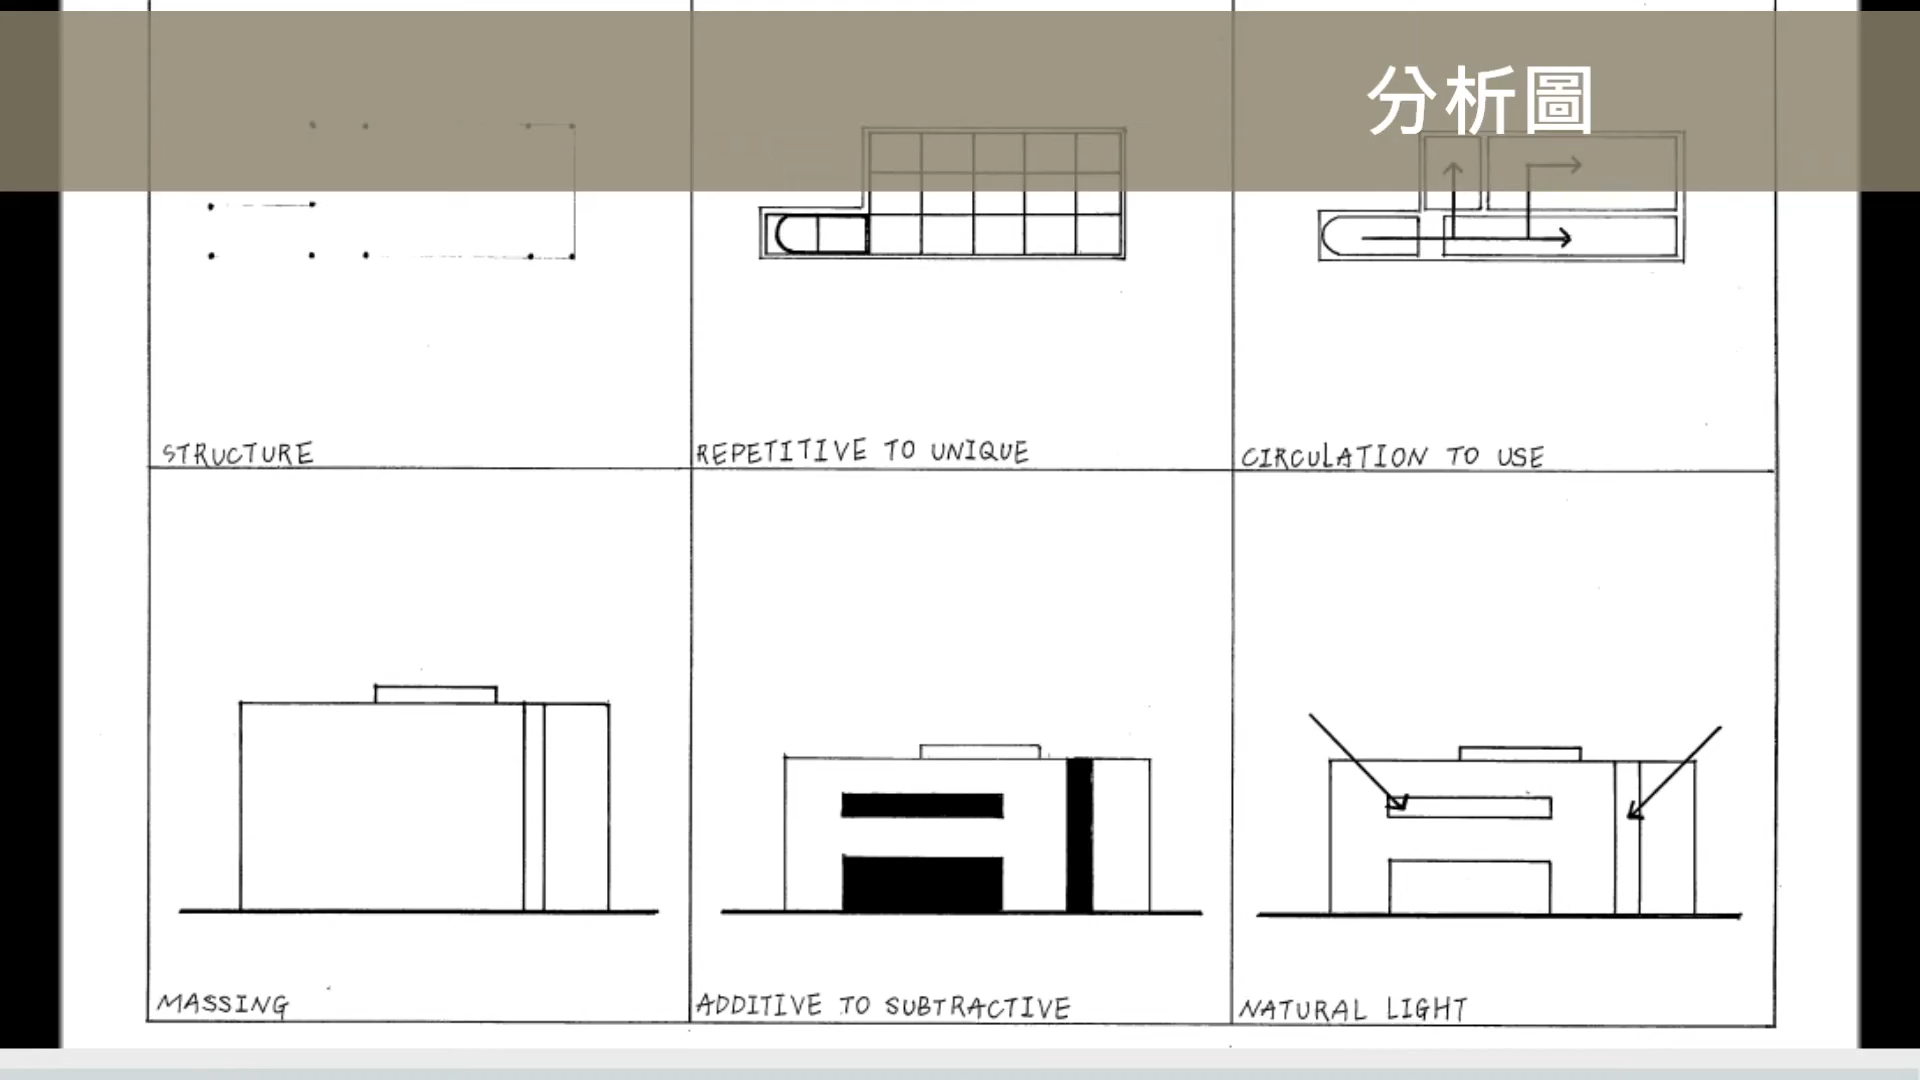 分析圖
STRUCTURE
REPETITIVE TO UNIQUE
CIRCULATION TO USE
MASSING
ADDITIVE TO SUBTRACTIVE
NATURAL LIGHT